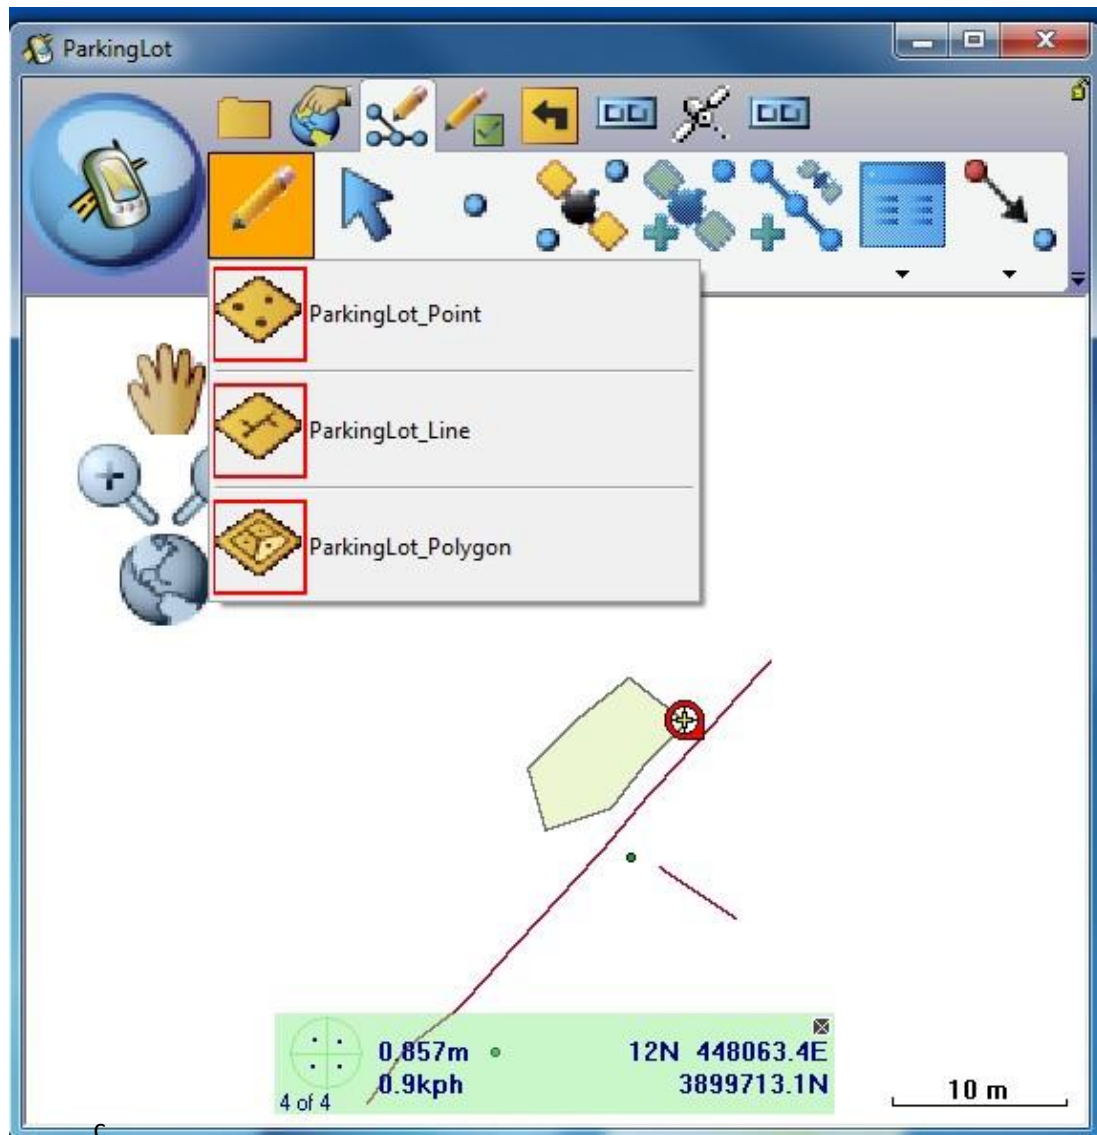 ParkingLot
ParkingLot_Point
ParkingLot_Line
ParkingLot_Polygon
0.857m 12N 448063.4E
0.9kph 3899713.1N
4 of 4
10 m